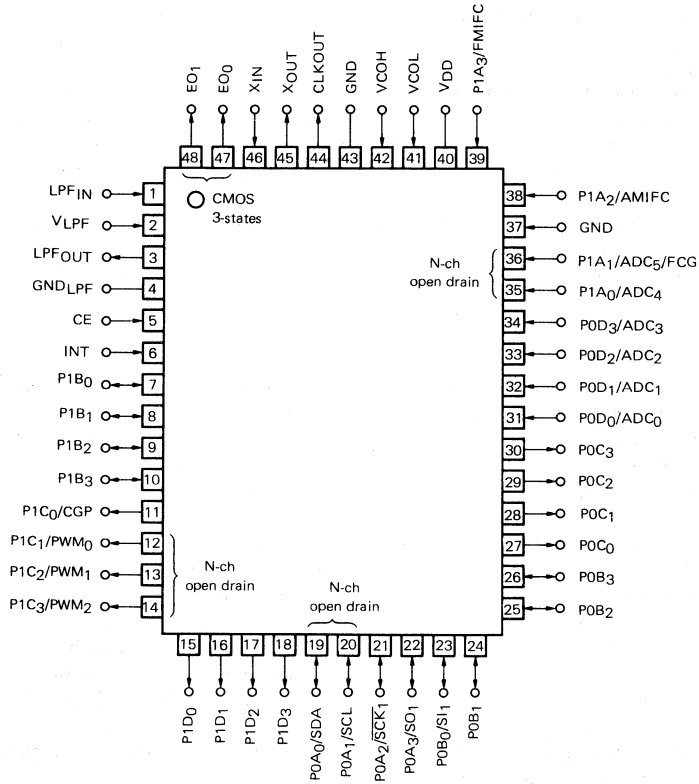 EO1
EO0
XIN
XOUT
CLKOUT
GND
VCOH
VCOL
VDD
P1A3/FMIFC
48
47
46
45
44
43
42
41
40
39
CMOS
3-states
LPFIN 1
VLPF 2
LPFOUT 3
GNDLPF 4
CE 5
INT 6
P1B0 7
P1B1 8
P1B2 9
P1B3 10
P1C0/CGP 11
P1C1/PWM0 12
P1C2/PWM1 13
P1C3/PWM2 14
N-ch
open drain
N-ch
open drain
N-ch
open drain
38 P1A2/AMIFC
37 GND
36 P1A1/ADC5/FCG
35 P1A0/ADC4
34 P0D3/ADC3
33 P0D2/ADC2
32 P0D1/ADC1
31 P0D0/ADC0
30 P0C3
29 P0C2
28 P0C1
27 P0C0
26 P0B3
25 P0B2
15
16
17
18
19
20
21
22
23
24
P1D0
P1D1
P1D2
P1D3
P0A0/SDA
P0A1/SCL
P0A2/S̅C̅K̅1̅
P0A3/SO1
P0B0/SI1
P0B1